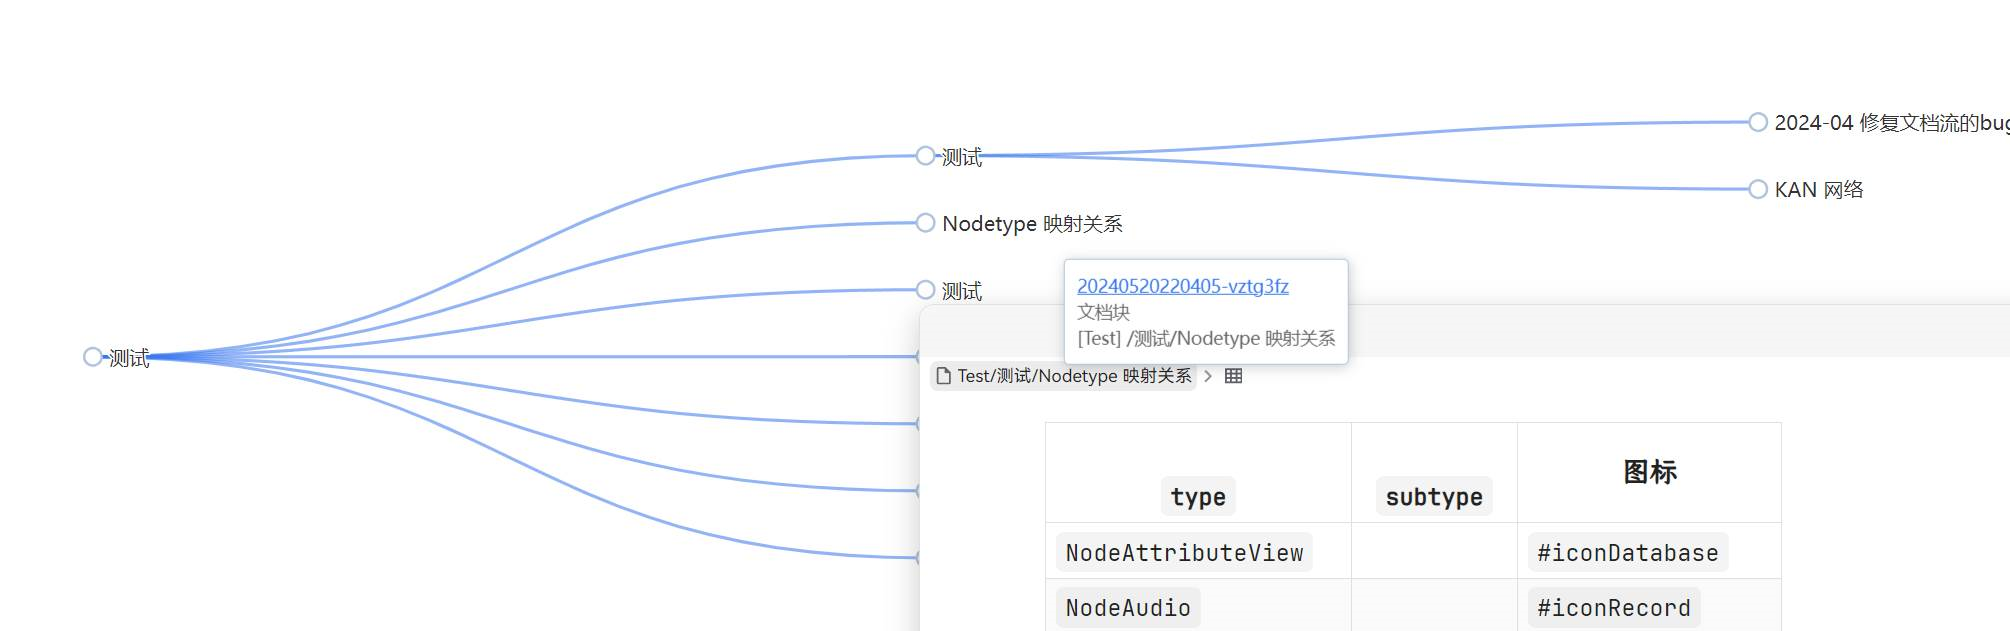 2024-04 修复文档流的bug
测试
KAN 网络
Nodetype 映射关系
测试
20240520220405-vztg3fz
文档块
[Test] /测试/Nodetype 映射关系
测试
Test/测试/Nodetype 映射关系
type
subtype
图标
NodeAttributeView
#iconDatabase
NodeAudio
#iconRecord